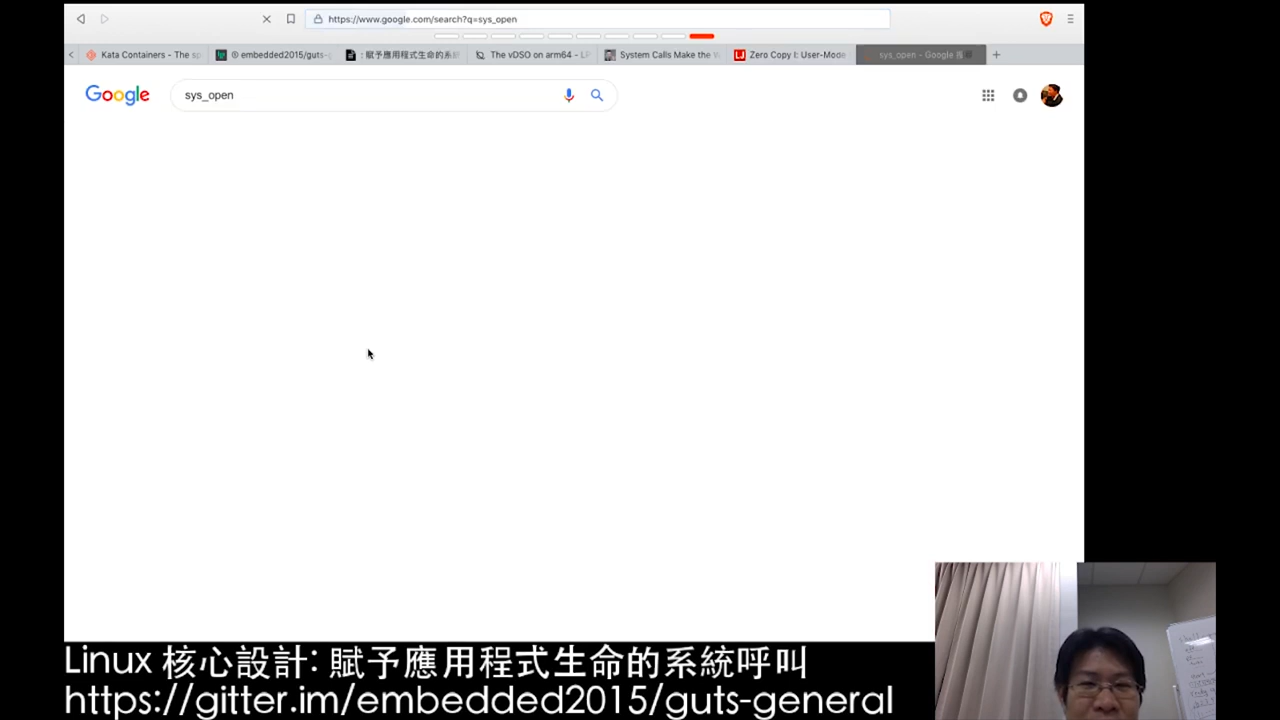 https://www.google.com/search?q=sys_open
Kata Containers - The sp
embedded2015/guts-g
: 賦予應用程式生命的系統
The vDSO on arm64 - LP
System Calls Make the W
Zero Copy I: User-Mode
sys_open - Google 搜
Google
sys_open
Linux 核心設計: 賦予應用程式生命的系統呼叫
https://gitter.im/embedded2015/guts-general